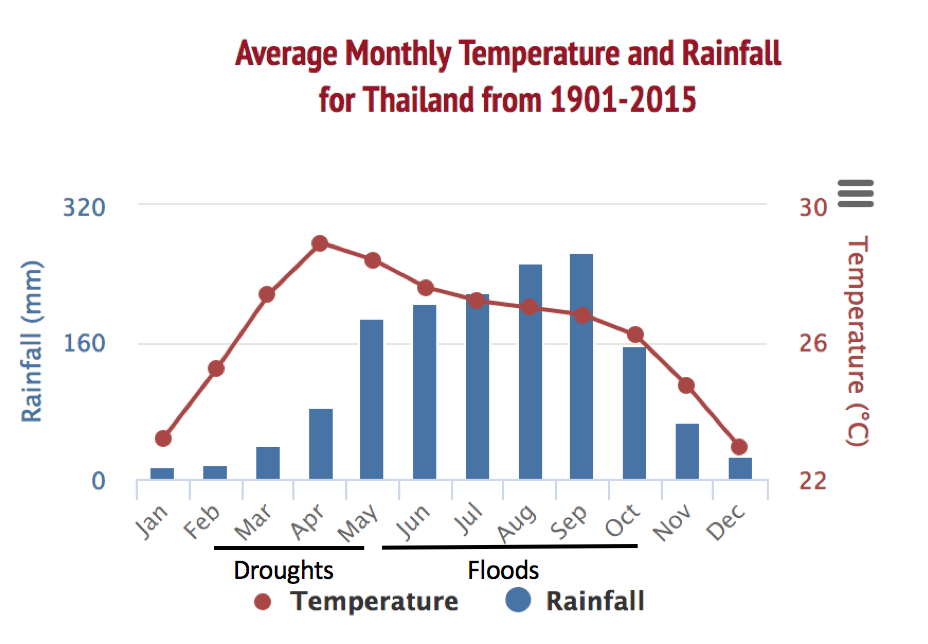 Average Monthly Temperature and Rainfall
for Thailand from 1901-2015
320
30
Rainfall (mm)
Temperature (°C)
160
26
0
22
Jan Feb Mar Apr May Jun Jul Aug Sep Oct Nov Dec
Droughts Floods
Temperature Rainfall